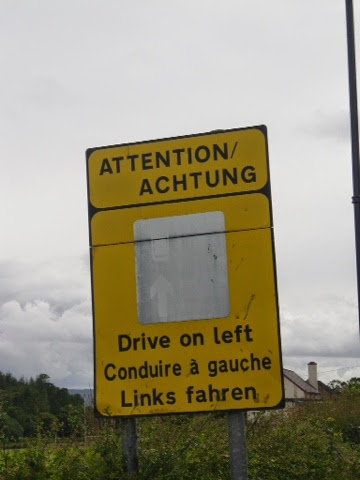 ATTENTION/
ACHTUNG
Drive on left
Conduire à gauche
Links fahren